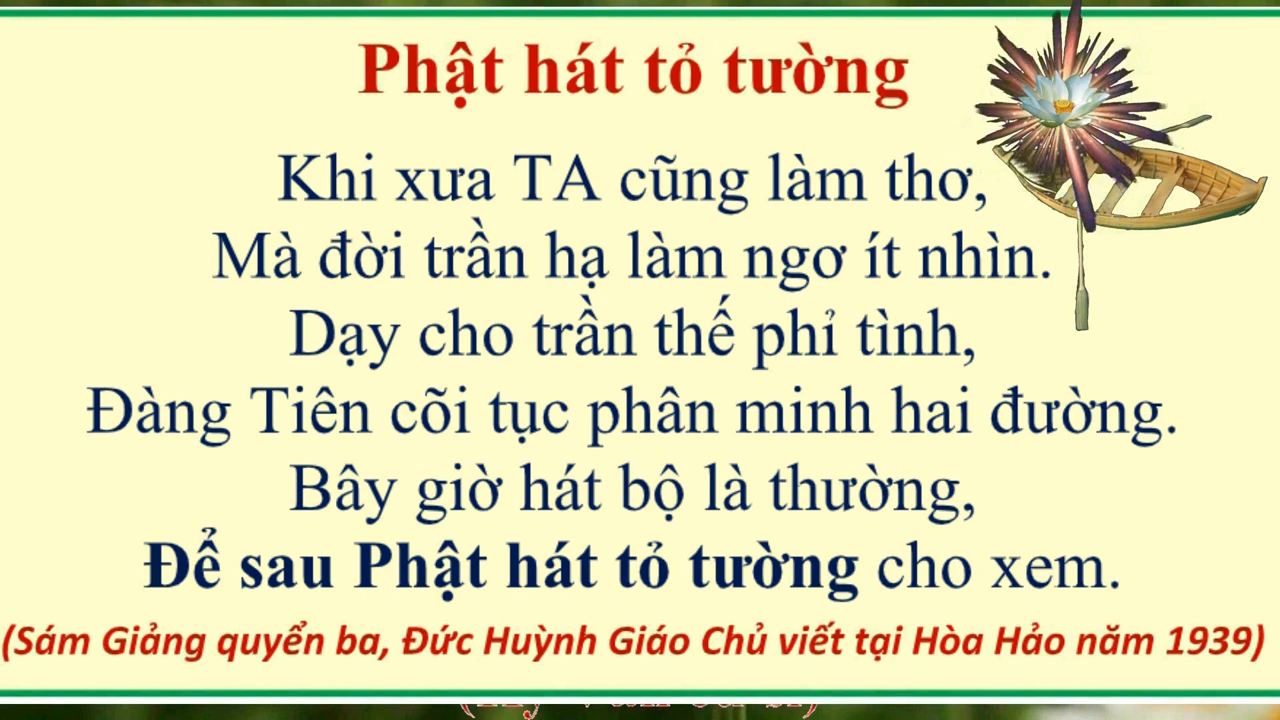 Phật hát tỏ tường
Khi xưa TA cũng làm thơ,
Mà đời trần hạ làm ngơ ít nhìn.
Dạy cho trần thế phỉ tình,
Đàng Tiên cõi tục phân minh hai đường.
Bây giờ hát bộ là thường,
Để sau Phật hát tỏ tường cho xem.
(Sám Giảng quyển ba, Đức Huỳnh Giáo Chủ viết tại Hòa Hảo năm 1939)